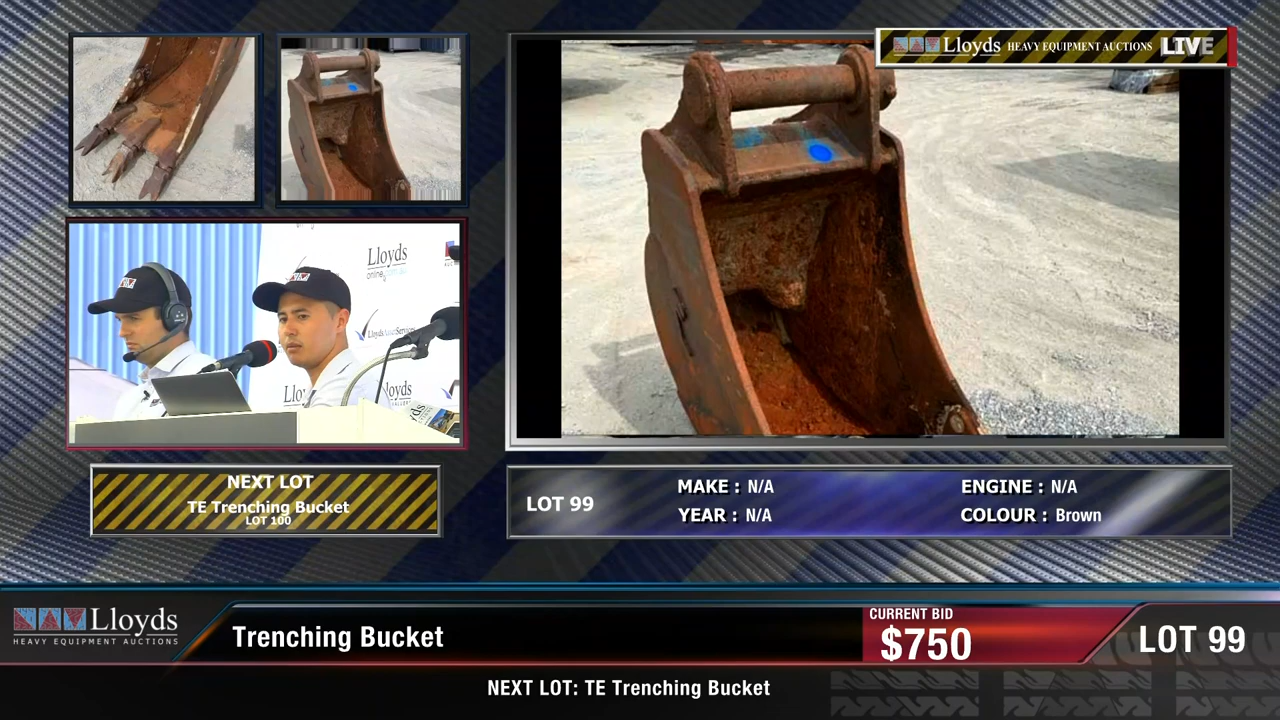 Lloyds HEAVY EQUIPMENT AUCTIONS LIVE
Lloyds
online
Lloyds
NEXT LOT
TE Trenching Bucket
LOT 100
LOT 99
MAKE : N/A
ENGINE : N/A
YEAR : N/A
COLOUR : Brown
Lloyds
HEAVY EQUIPMENT AUCTIONS
Trenching Bucket
CURRENT BID
$750
LOT 99
NEXT LOT: TE Trenching Bucket